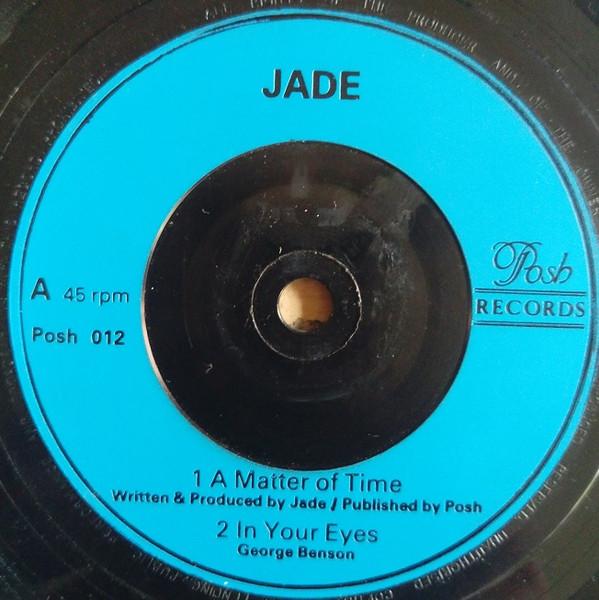 JADE
Posh
RECORDS
A 45 rpm
Posh 012
1 A Matter of Time
Written & Produced by Jade / Published by Posh
2 In Your Eyes
George Benson